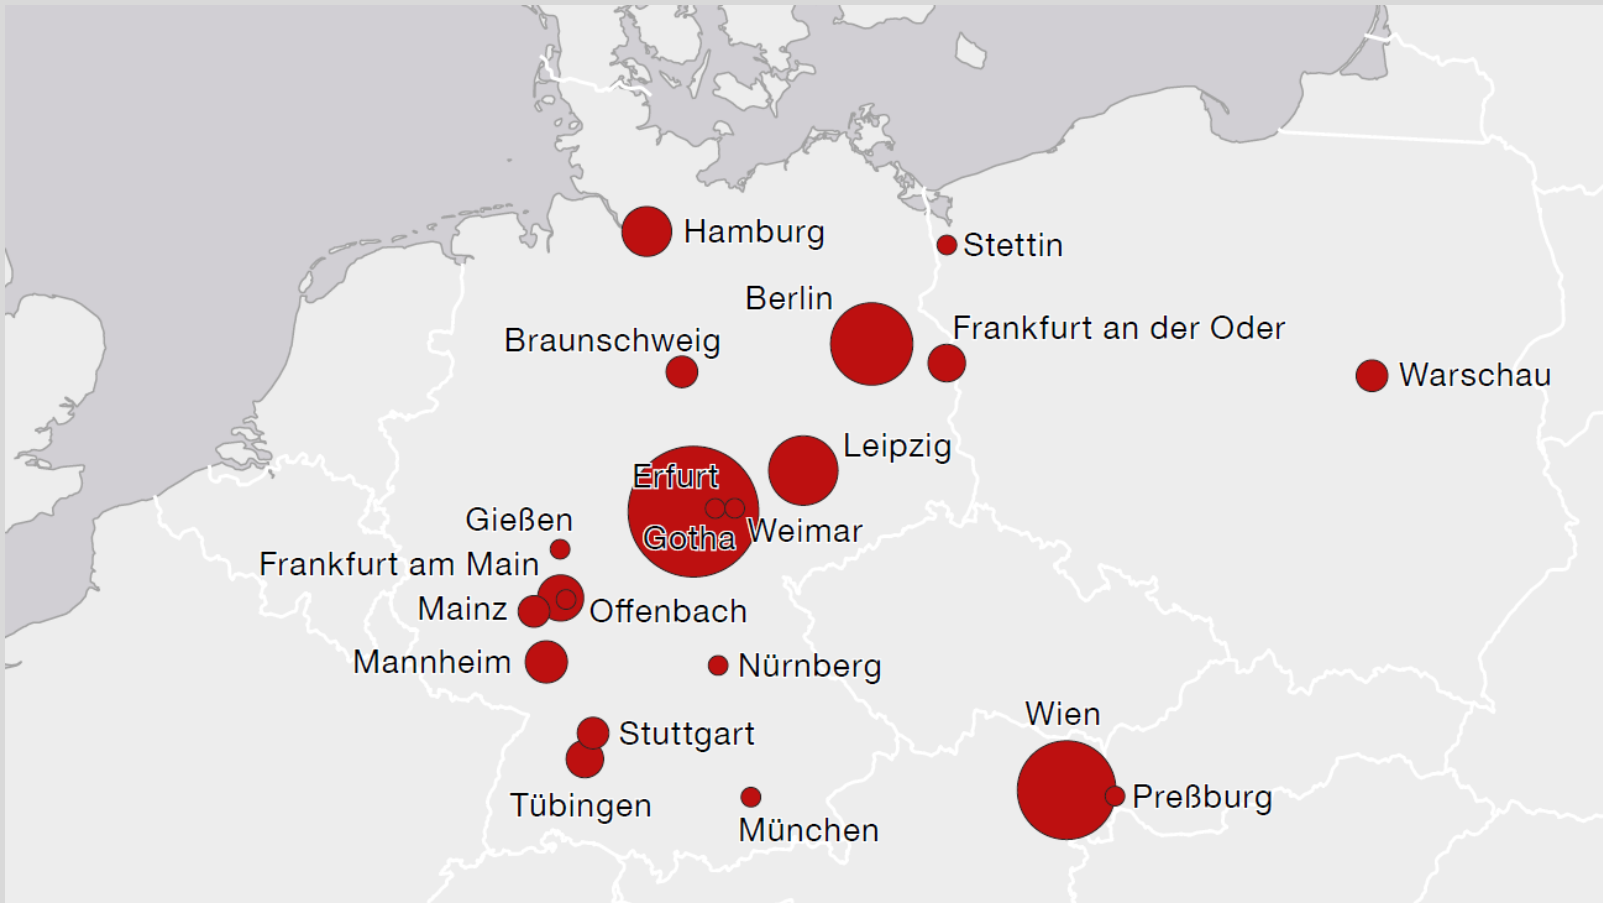 Hamburg
Stettin
Berlin
Frankfurt an der Oder
Braunschweig
Warschau
Leipzig
Erfurt
Gießen
Weimar
Gotha
Frankfurt am Main
Mainz
Offenbach
Mannheim
Nürnberg
Wien
Stuttgart
Preßburg
Tübingen
München